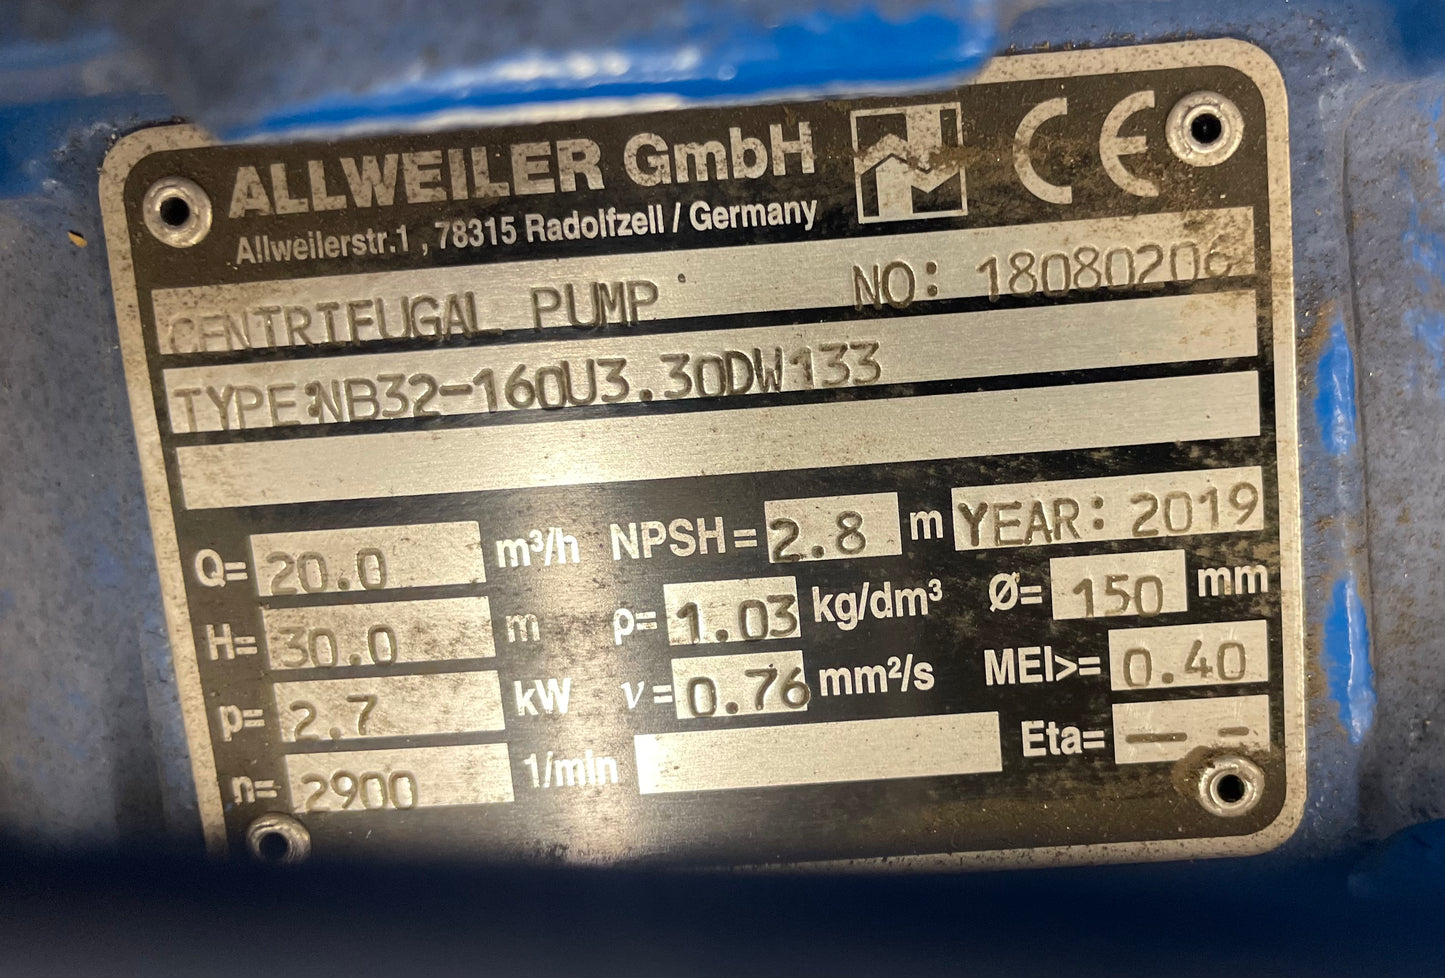 ALLWEILER GmbH
CE
Allweilerstr.1 , 78315 Radolfzell / Germany
CENTRIFUGAL PUMP NO: 18080206
TYPE:NB32-160U3.30DW133
Q= 20.0 m³/h NPSH= 2.8 m YEAR: 2019
H= 30.0 m ρ= 1.03 kg/dm³ Ø= 150 mm
p= 2.7 kW ν= 0.76 mm²/s MEI>= 0.40
n= 2900 1/min Eta= — -